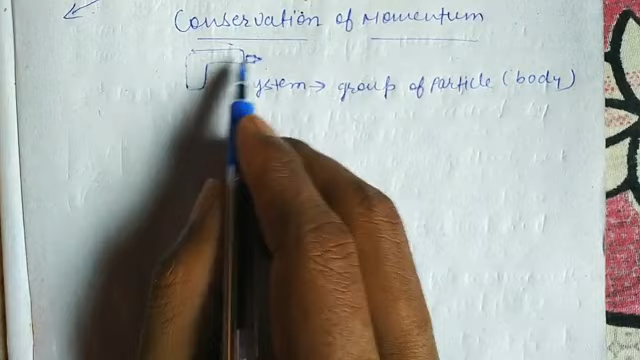 Conservation of Momentum
ystem → group of particle (body)